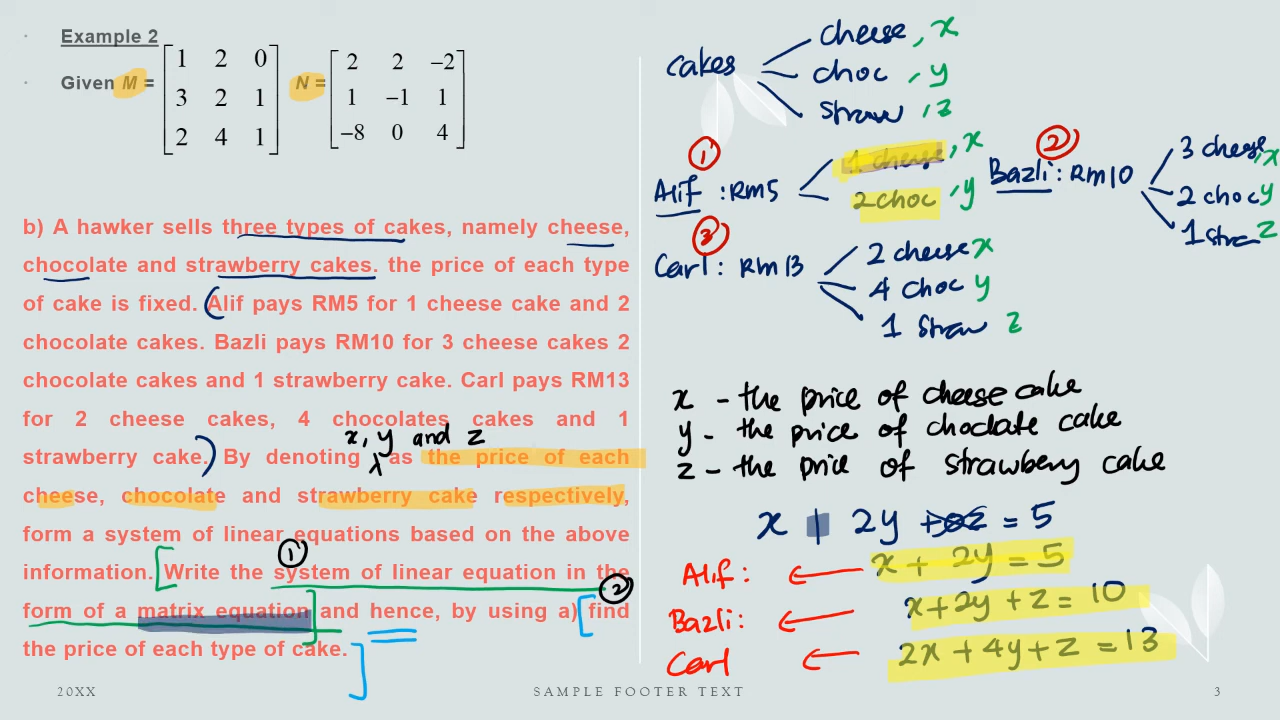 Example 2
Given M = [1 2 0
3 2 1
2 4 1]
N = [2 2 −2
1 −1 1
−8 0 4]
b) A hawker sells three types of cakes, namely cheese,
chocolate and strawberry cakes. the price of each type
of cake is fixed. Alif pays RM5 for 1 cheese cake and 2
chocolate cakes. Bazli pays RM10 for 3 cheese cakes 2
chocolate cakes and 1 strawberry cake. Carl pays RM13
for 2 cheese cakes, 4 chocolates cakes and 1
x, y and z
strawberry cake. By denoting as the price of each
cheese, chocolate and strawberry cake respectively,
form a system of linear equations based on the above
1
information. Write the system of linear equation in the
2
form of a matrix equation and hence, by using a) find
the price of each type of cake.
cakes
cheese, x
choc , y
straw , z
1
Alif : Rm5
1 cheese, x
2 choc , y
2
Bazli : Rm10
3 cheese, x
2 choc y
1 stra z
3
Carl : Rm13
2 cheese x
4 choc y
1 straw z
x - the price of cheese cake
y - the price of choclate cake
z - the price of strawberry cake
x 2y +0z = 5
Alif : ← x + 2y = 5
Bazli : ← x + 2y + z = 10
Carl ← 2x + 4y + z = 13
20XX
SAMPLE FOOTER TEXT
3